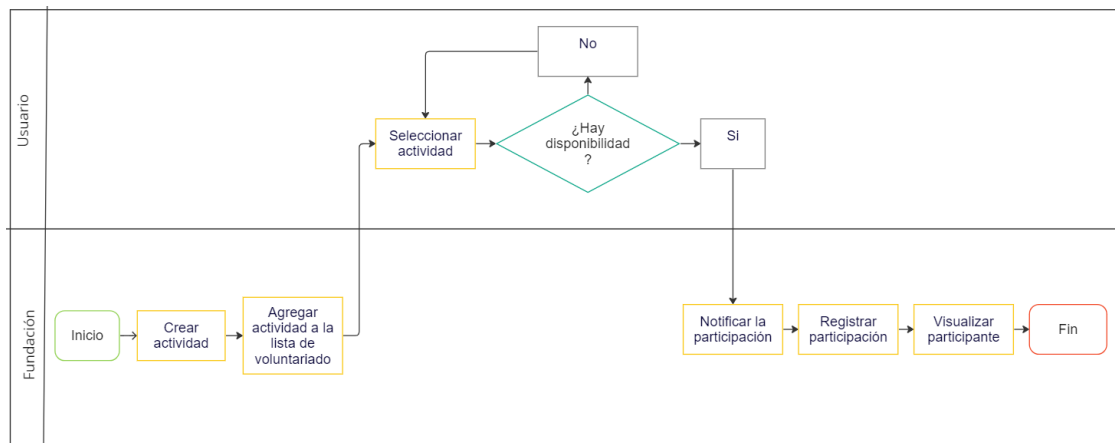 Usuario
No
Seleccionar
actividad
¿Hay
disponibilidad
?
Si
Fundación
Inicio
Crear
actividad
Agregar
actividad a la
lista de
voluntariado
Notificar la
participación
Registrar
participación
Visualizar
participante
Fin